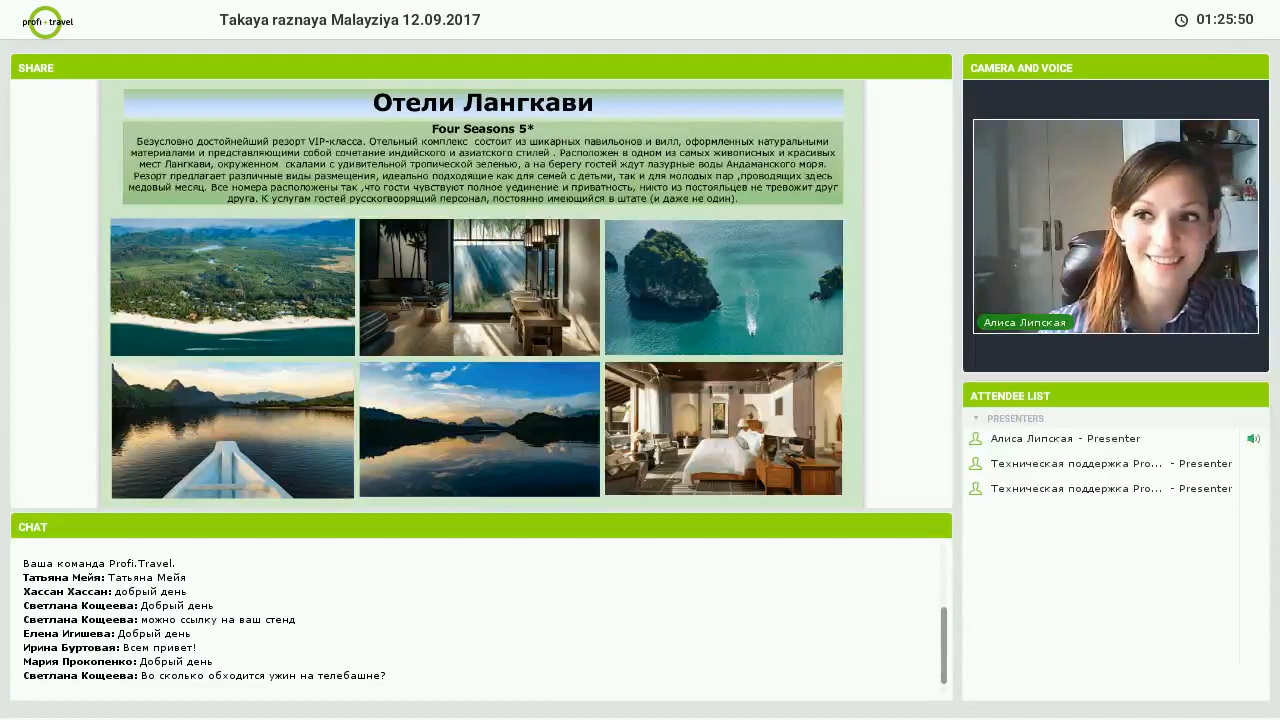 profi+travel
Takaya raznaya Malayziya 12.09.2017
01:25:50
SHARE
Отели Лангкави
Four Seasons 5*
Безусловно достойнейший резорт VIP-класса. Отельный комплекс состоит из шикарных павильонов и вилл, оформленных натуральными
материалами и представляющими собой сочетание индийского и азиатского стилей . Расположен в одном из самых живописных и красивых
мест Лангкави, окруженном скалами с удивительной тропической зеленью, а на берегу гостей ждут лазурные воды Андаманского моря.
Резорт предлагает различные виды размещения, идеально подходящие как для семей с детьми, так и для молодых пар ,проводящих здесь
медовый месяц. Все номера расположены так ,что гости чувствуют полное уединение и приватность, никто из постояльцев не тревожит друг
друга. К услугам гостей русскогвоорящий персонал, постоянно имеющийся в штате (и даже не один).
CAMERA AND VOICE
Алиса Липская
ATTENDEE LIST
PRESENTERS
Алиса Липская - Presenter
Техническая поддержка Pro... - Presenter
Техническая поддержка Pro... - Presenter
CHAT
Ваша команда Profi.Travel.
Татьяна Мейя: Татьяна Мейя
Хассан Хассан: добрый день
Светлана Кощеева: Добрый день
Светлана Кощеева: можно ссылку на ваш стенд
Елена Игишева: Добрый день
Ирина Буртовая: Всем привет!
Мария Прокопенко: Добрый день
Светлана Кощеева: Во сколько обходится ужин на телебашне?